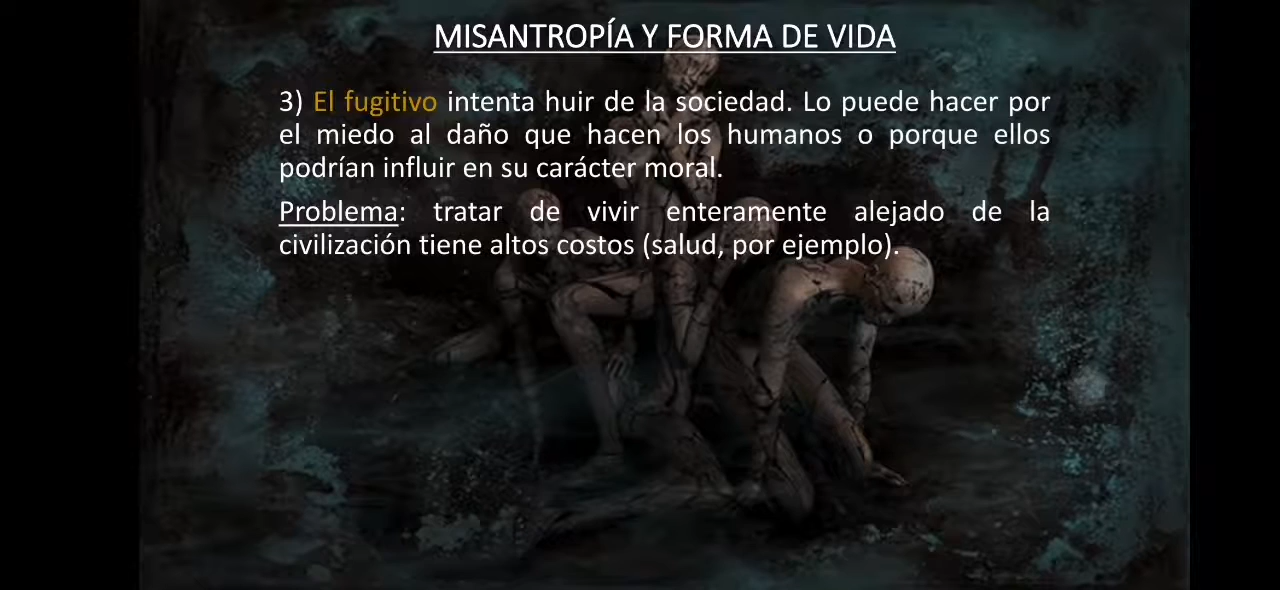 MISANTROPÍA Y FORMA DE VIDA
3) El fugitivo intenta huir de la sociedad. Lo puede hacer por
el miedo al daño que hacen los humanos o porque ellos
podrían influir en su carácter moral.
Problema: tratar de vivir enteramente alejado de la
civilización tiene altos costos (salud, por ejemplo).